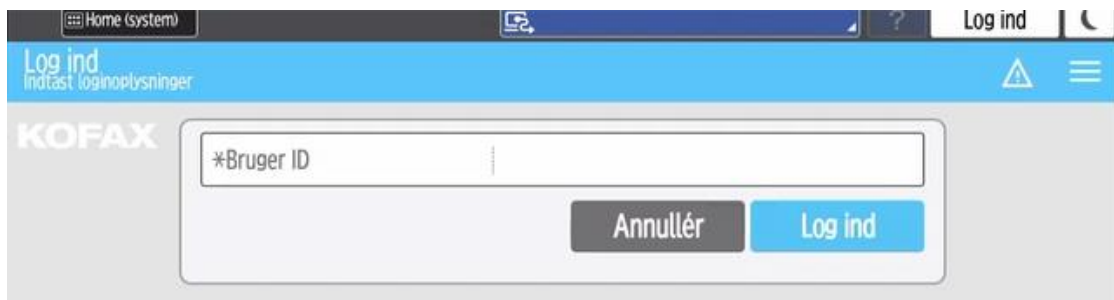 Home (system)
?
Log ind
Log ind
Indtast loginoplysninger
KOFAX
*Bruger ID
Annullér
Log ind